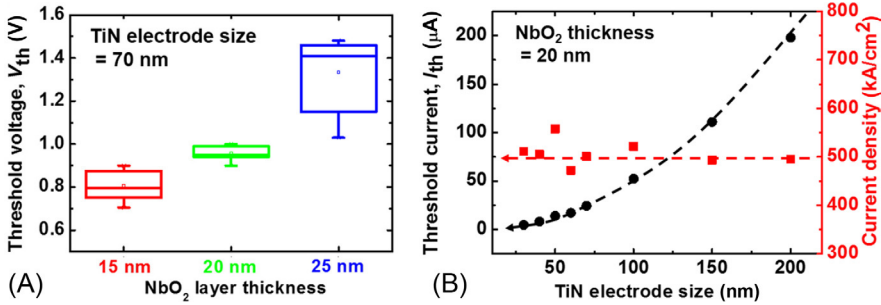 (A)
Threshold voltage, Vth (V)
1.6
1.4
1.2
1.0
0.8
0.6
TiN electrode size
= 70 nm
15 nm 20 nm 25 nm
NbO2 layer thickness
(B)
Threshold current, Ith (μA)
200
150
100
50
0
NbO2 thickness
= 20 nm
800
700
600
500
400
300
Current density (kA/cm2)
50 100 150 200
TiN electrode size (nm)